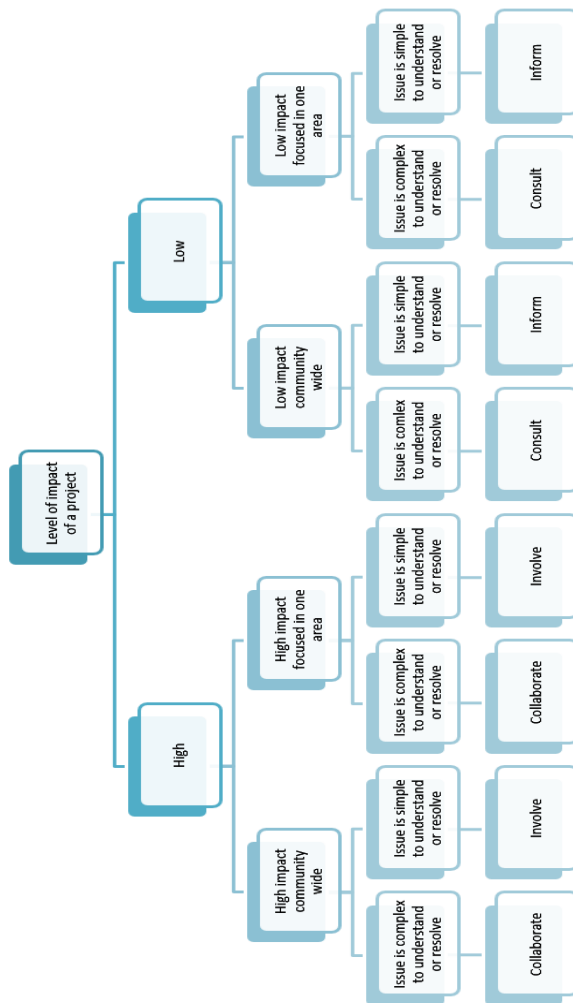 Level of impact
of a project
High
Low
High impact
community
wide
High impact
focused in one
area
Low impact
community
wide
Low impact
focused in one
area
Issue is complex
to understand
or resolve
Issue is simple
to understand
or resolve
Issue is complex
to understand
or resolve
Issue is simple
to understand
or resolve
Issue is comlex
to understand
or resolve
Issue is simple
to understand
or resolve
Issue is complex
to understand
or resolve
Issue is simple
to understand
or resolve
Collaborate
Involve
Collaborate
Involve
Consult
Inform
Consult
Inform